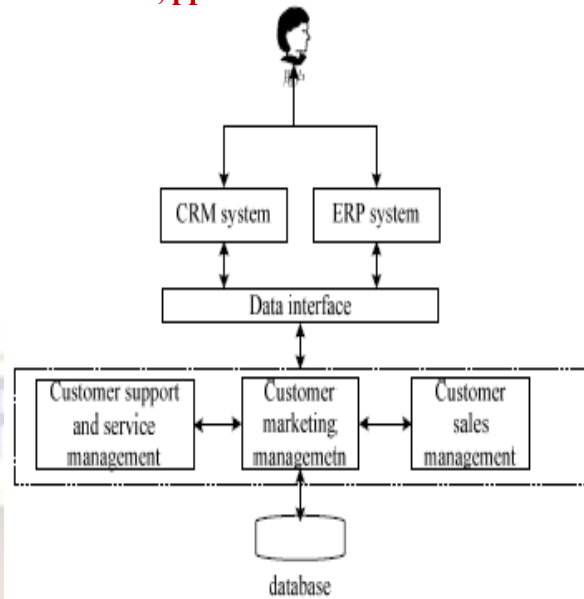 CRM system
ERP system
Data interface
Customer support
and service
management
Customer
marketing
managemetn
Customer
sales
management
database